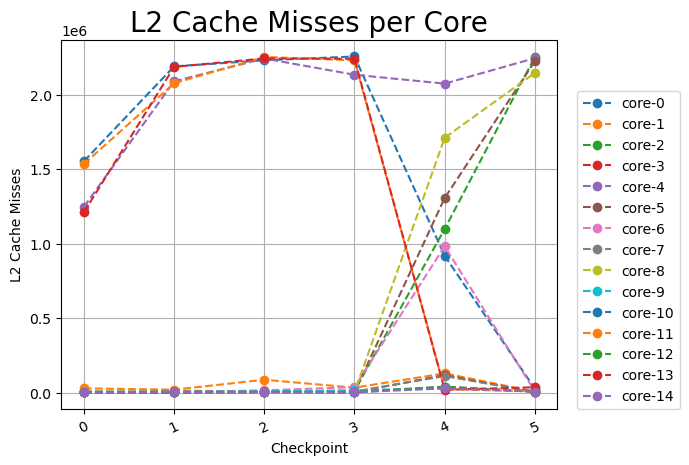 L2 Cache Misses per Core
1e6
2.0
1.5
1.0
0.5
0.0
L2 Cache Misses
0
1
2
3
4
5
Checkpoint
core-0
core-1
core-2
core-3
core-4
core-5
core-6
core-7
core-8
core-9
core-10
core-11
core-12
core-13
core-14